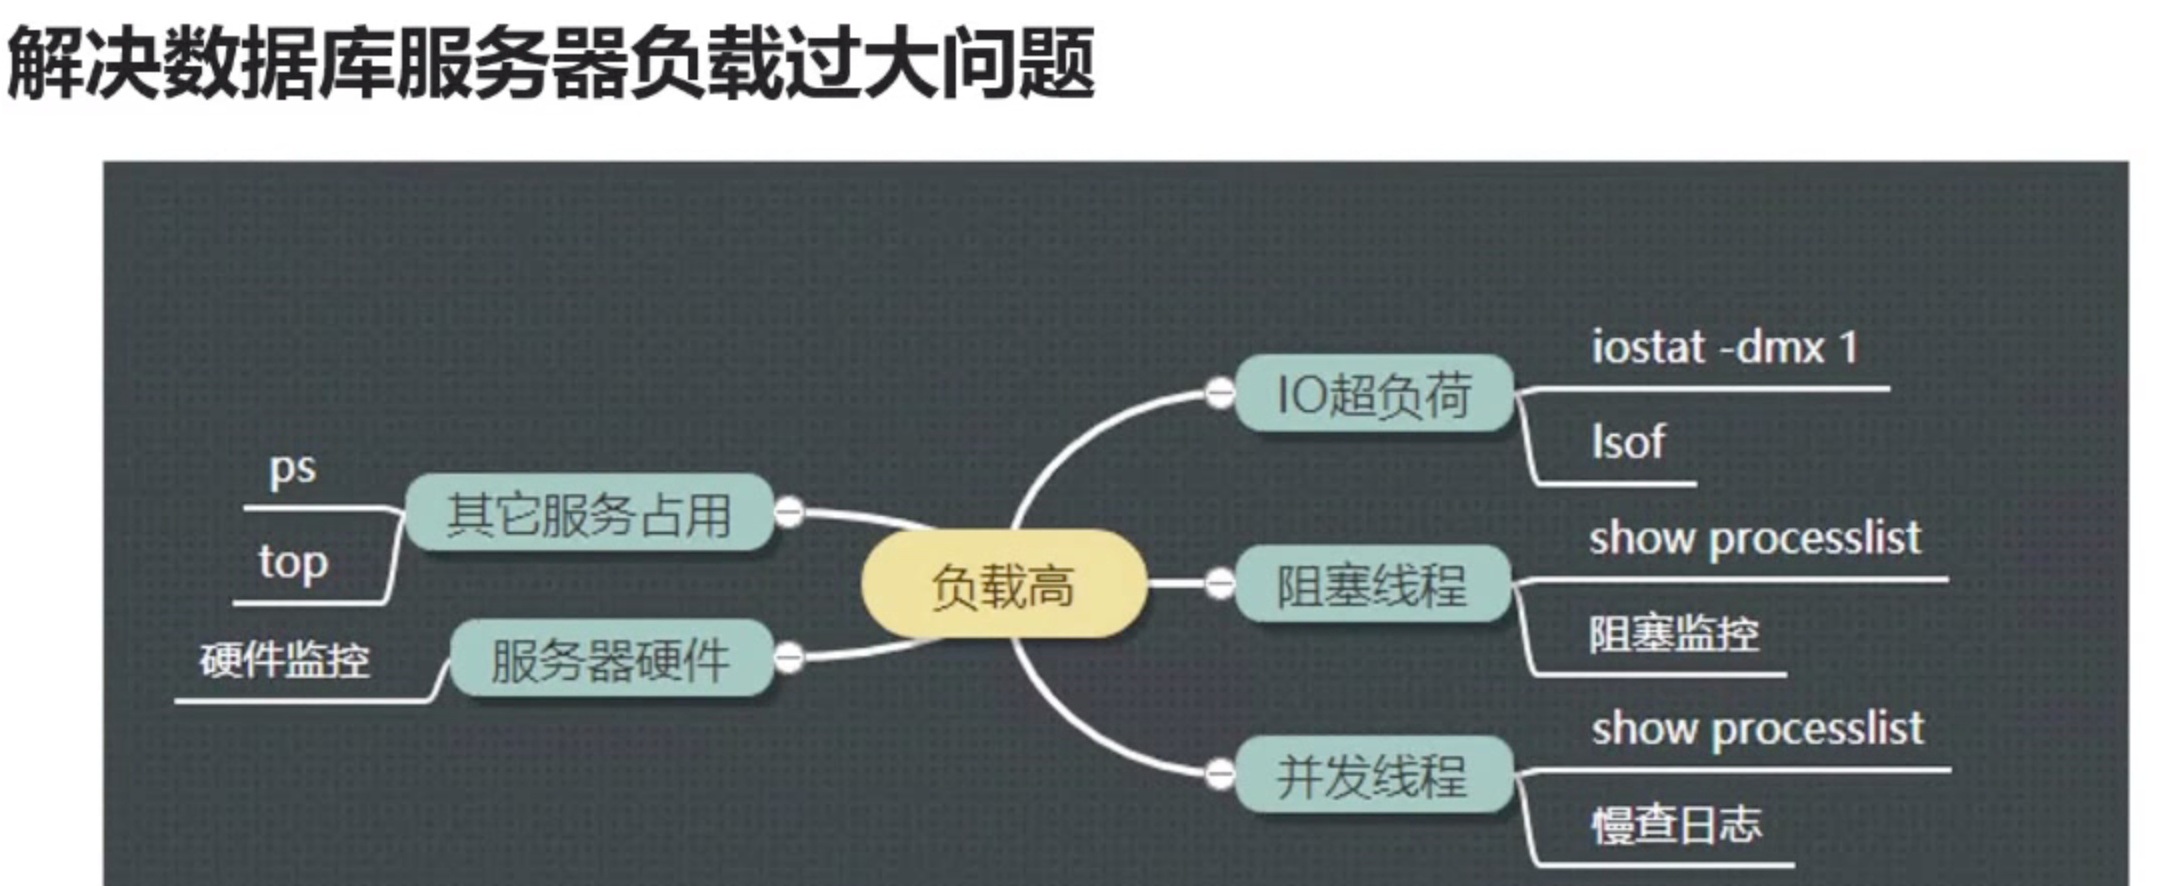 解决数据库服务器负载过大问题
负载高
IO超负荷
iostat -dmx 1
lsof
阻塞线程
show processlist
阻塞监控
并发线程
show processlist
慢查日志
其它服务占用
ps
top
服务器硬件
硬件监控